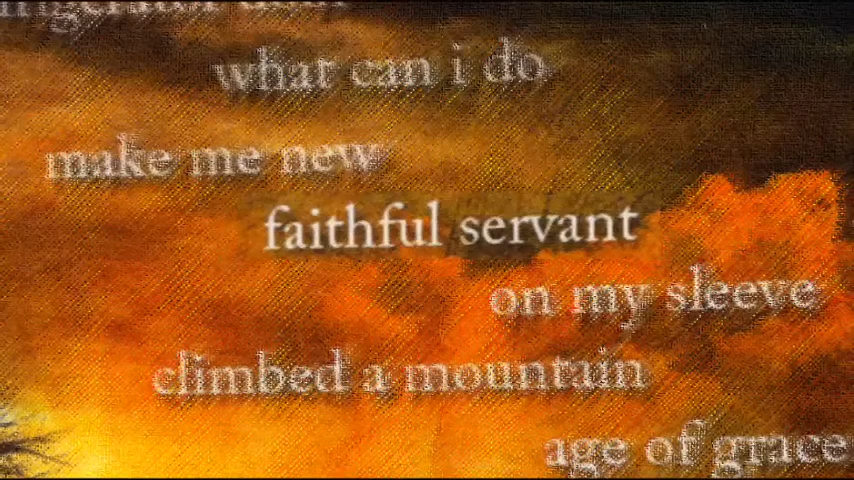 what can i do
make me new
faithful servant
on my sleeve
climbed a mountain
age of grace